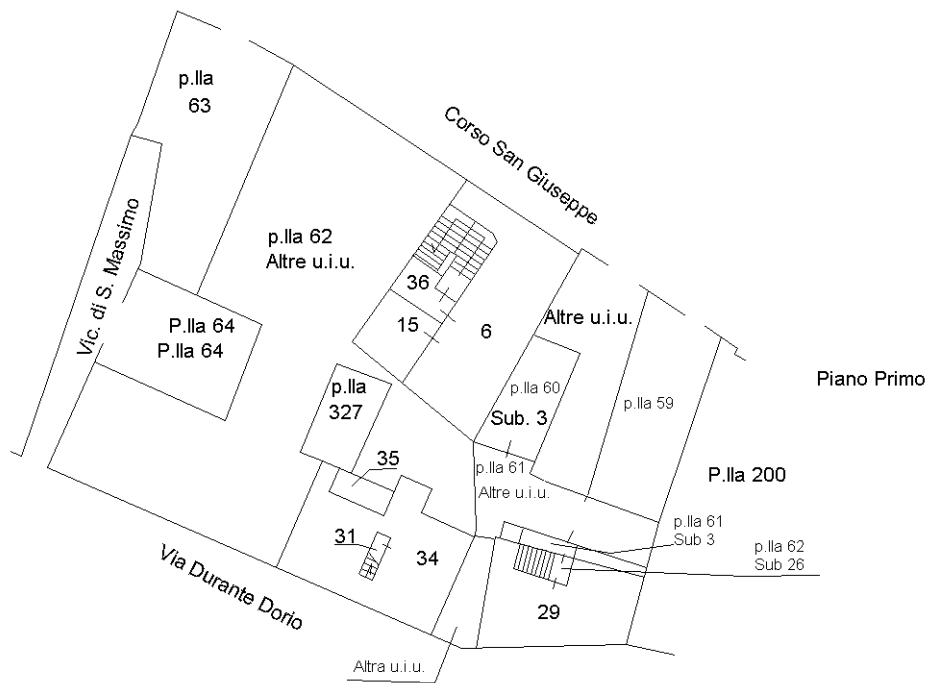 p.lla
63
Corso San Giuseppe
Vic. di S. Massimo
p.lla 62
Altre u.i.u.
36
15
6
Altre u.i.u.
P.lla 64
P.lla 64
p.lla
327
p.lla 60
Sub. 3
p.lla 59
Piano Primo
35
p.lla 61
Altre u.i.u.
P.lla 200
p.lla 61
Sub 3
p.lla 62
Sub 26
31
34
29
Via Durante Dorio
Altra u.i.u.